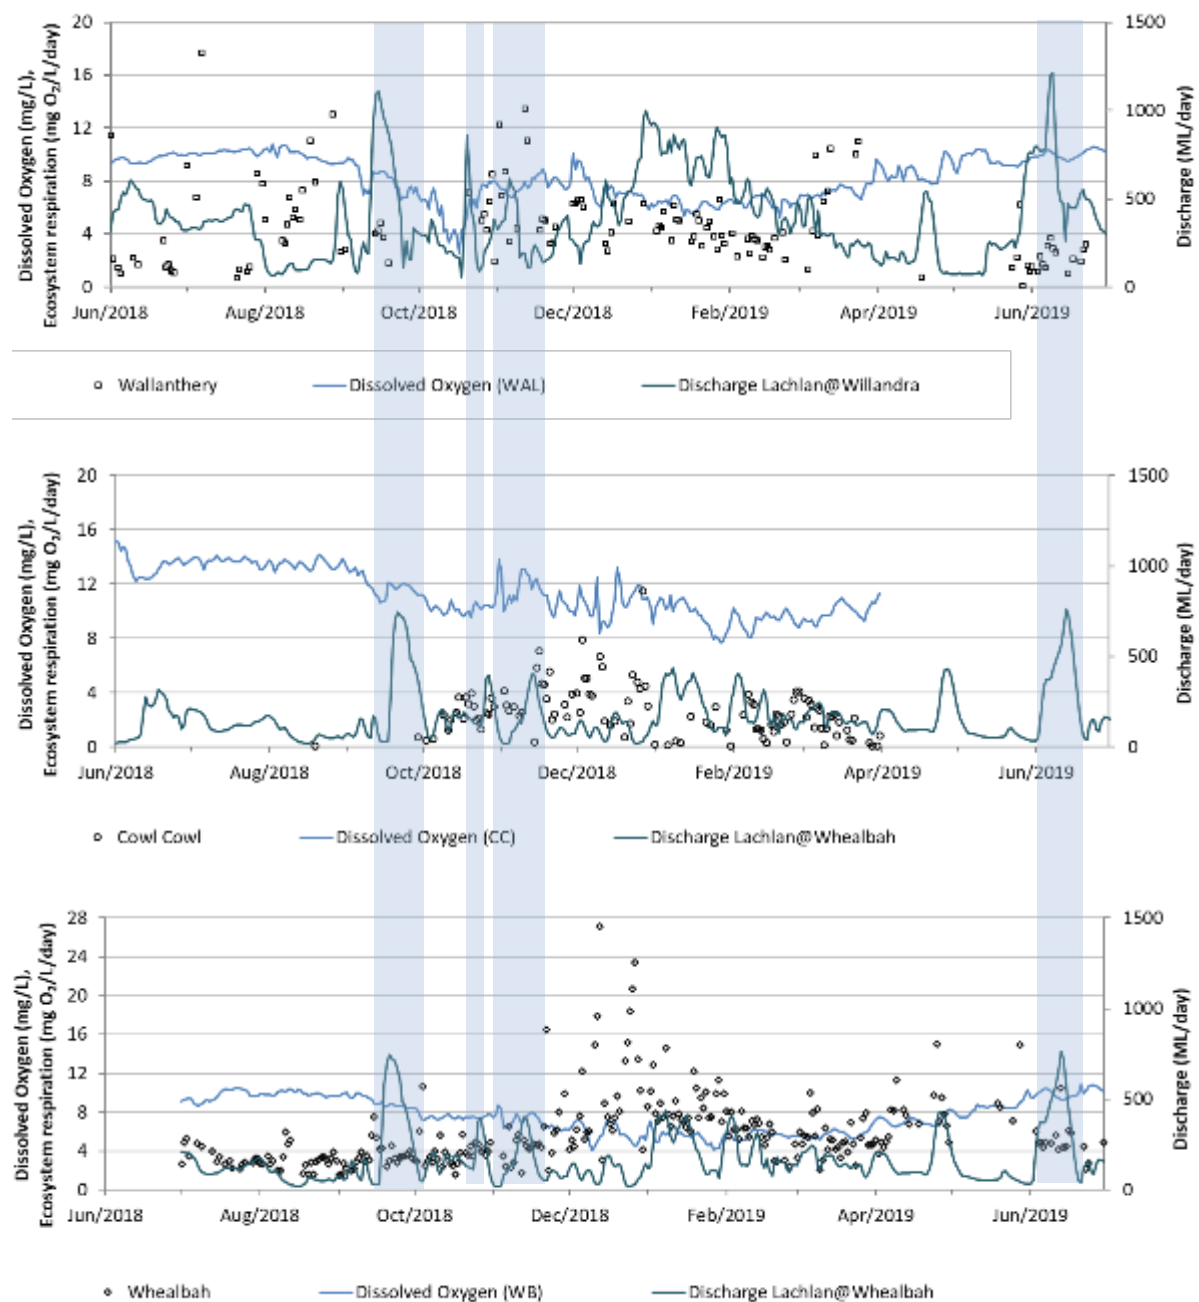 Dissolved Oxygen (mg/L),
Ecosystem respiration (mg O2/L/day)
20
16
12
8
4
0
1500
1000
500
0
Discharge (ML/day)
Jun/2018 Aug/2018 Oct/2018 Dec/2018 Feb/2019 Apr/2019 Jun/2019
Wallanthery Dissolved Oxygen (WAL) Discharge Lachlan@Willandra
Dissolved Oxygen (mg/L),
Ecosystem respiration (mg O2/L/day)
20
16
12
8
4
0
1500
1000
500
0
Discharge (ML/day)
Jun/2018 Aug/2018 Oct/2018 Dec/2018 Feb/2019 Apr/2019 Jun/2019
Cowl Cowl Dissolved Oxygen (CC) Discharge Lachlan@Whealbah
Dissolved Oxygen (mg/L),
Ecosystem respiration (mg O2/L/day)
28
24
20
16
12
8
4
0
1500
1000
500
0
Discharge (ML/day)
Jun/2018 Aug/2018 Oct/2018 Dec/2018 Feb/2019 Apr/2019 Jun/2019
Whealbah Dissolved Oxygen (WB) Discharge Lachlan@Whealbah